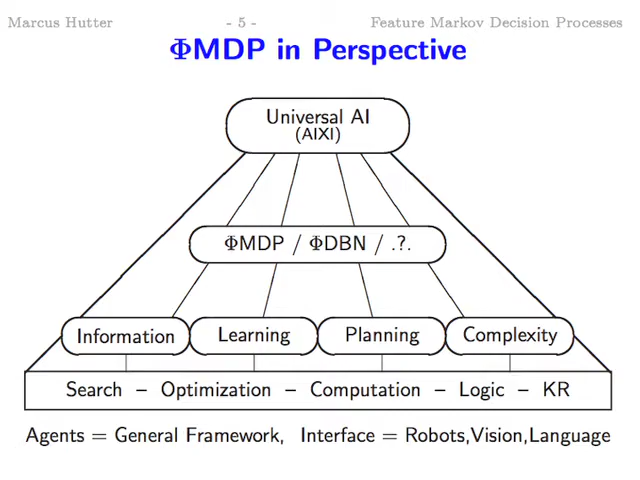 Marcus Hutter - 5 - Feature Markov Decision Processes
ΦMDP in Perspective
Universal AI
(AIXI)
ΦMDP / ΦDBN / .?.
Information Learning Planning Complexity
Search – Optimization – Computation – Logic – KR
Agents = General Framework, Interface = Robots,Vision,Language